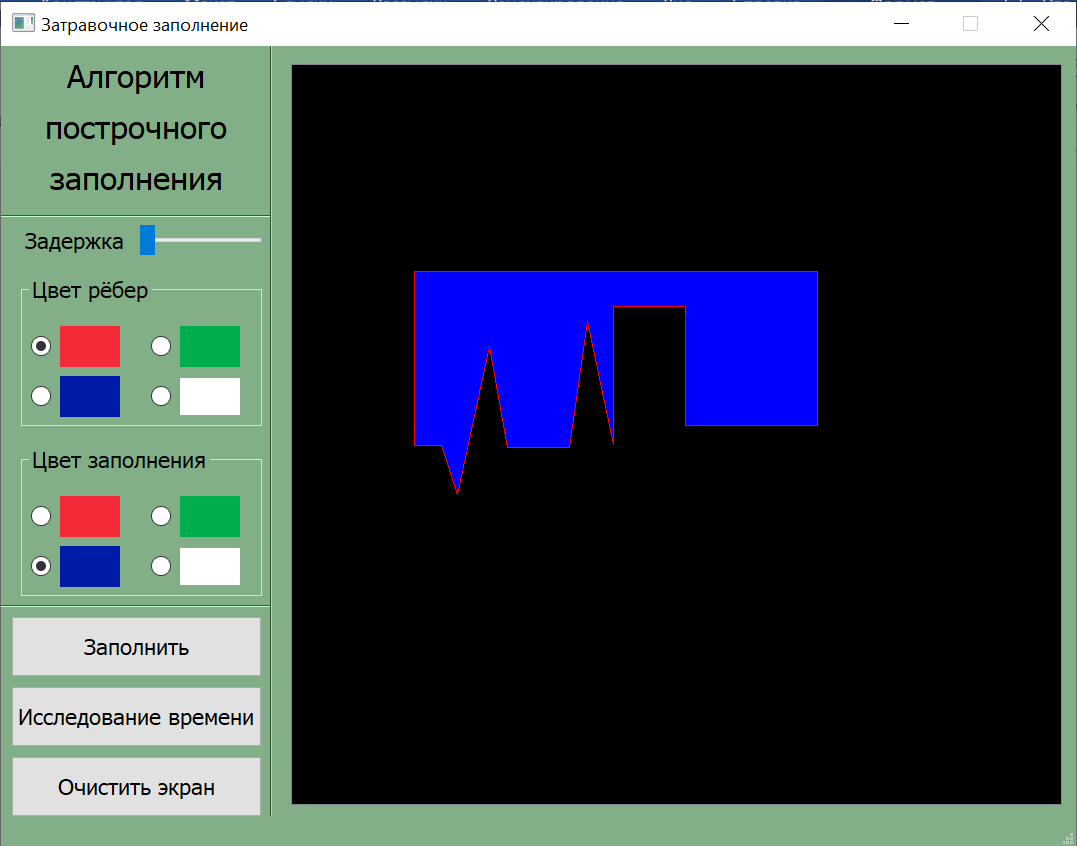 Затравочное заполнение
Алгоритм
построчного
заполнения
Задержка
Цвет рёбер
Цвет заполнения
Заполнить
Исследование времени
Очистить экран